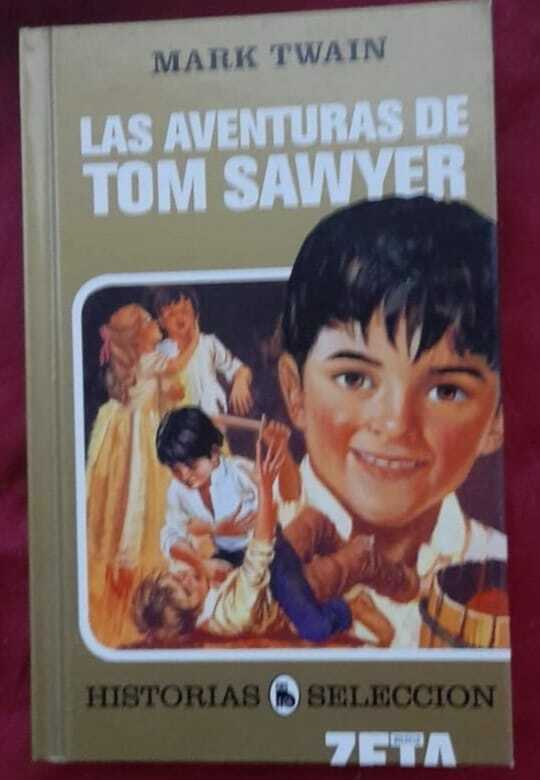 MARK TWAIN
LAS AVENTURAS DE
TOM SAWYER
HISTORIAS SELECCION
ZETA